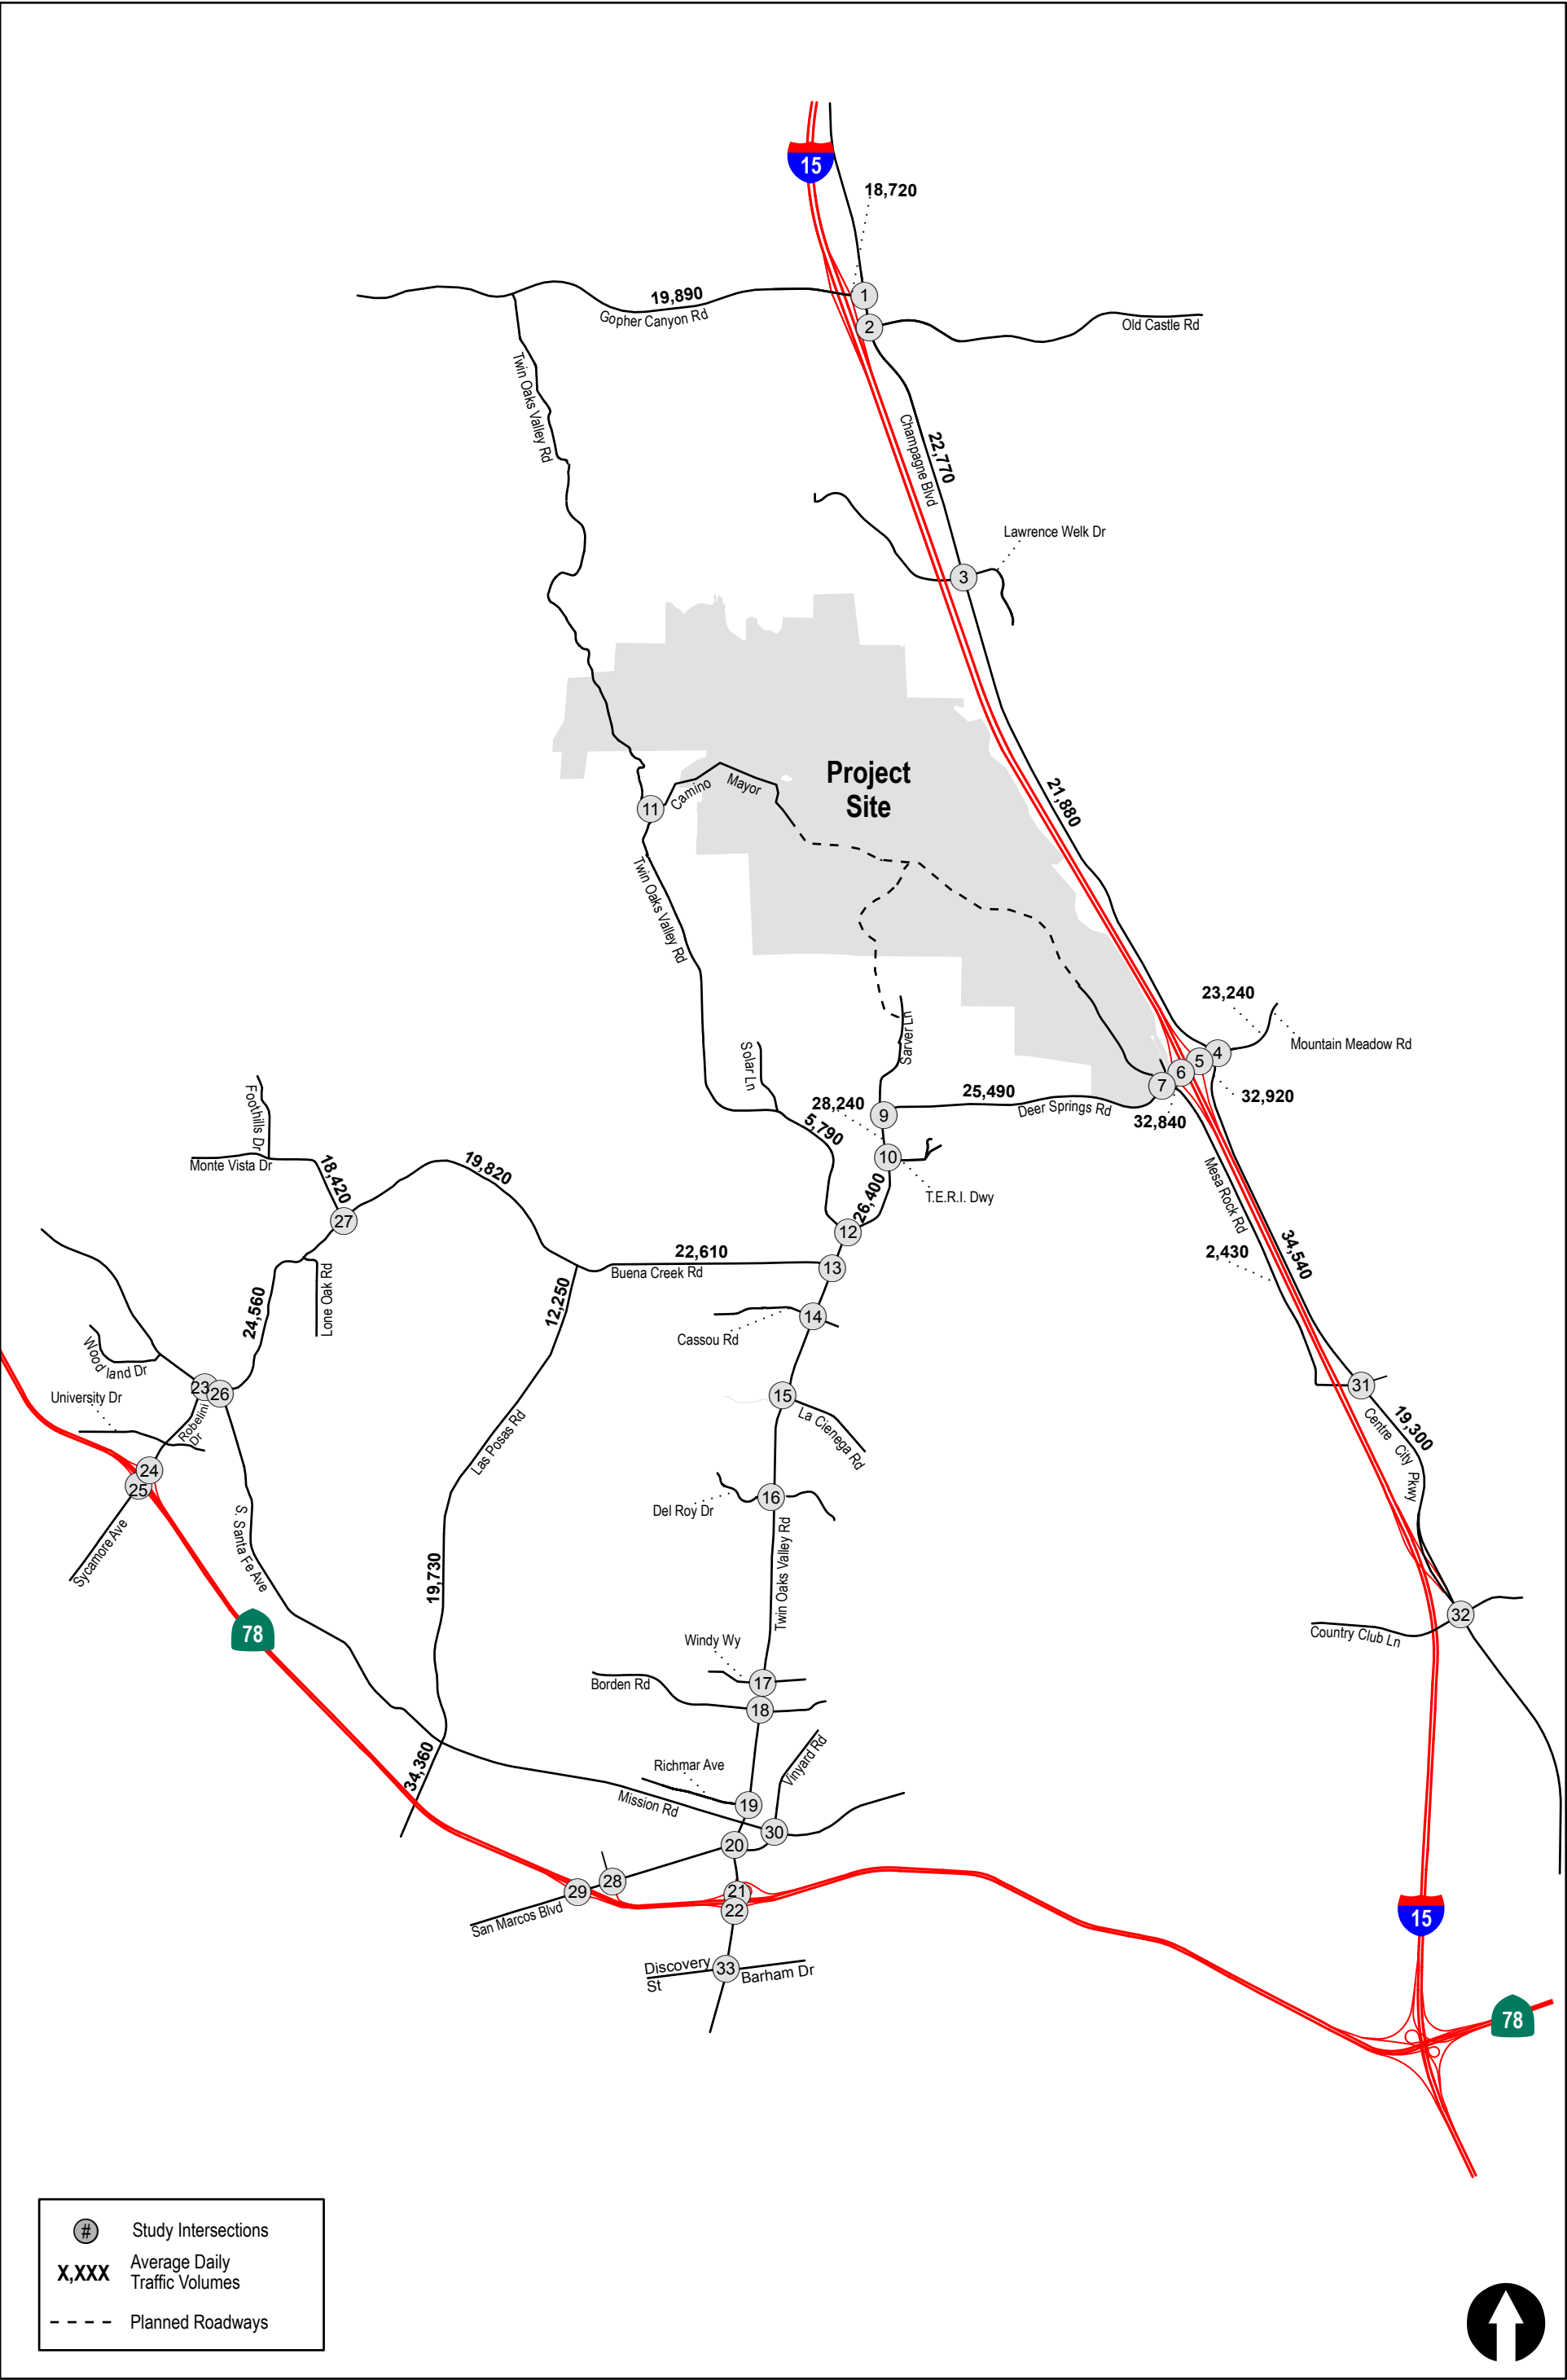 15
18,720
19,890
Gopher Canyon Rd
1
2
Old Castle Rd
Twin Oaks Valley Rd
Champagne Blvd
22,770
Lawrence Welk Dr
3
Project
Site
21,880
Camino Mayor
11
Twin Oaks Valley Rd
23,240
Mountain Meadow Rd
4
5
6
7
32,920
32,840
Sarver Ln
Solar Ln
25,490
Deer Springs Rd
28,240
9
5,790
10
T.E.R.I. Dwy
26,400
12
Foothills Dr
Monte Vista Dr
18,420
19,820
27
22,610
Buena Creek Rd
13
Mesa Rock Rd
2,430
34,540
Lone Oak Rd
24,560
12,250
14
Cassou Rd
Woodland Dr
University Dr
23
26
Robelini
Dr
15
La Cienega Rd
31
19,300
Centre City Pkwy
Las Posas Rd
24
25
Sycamore Ave
S. Santa Fe Ave
Del Roy Dr
16
Twin Oaks Valley Rd
19,730
78
32
Country Club Ln
Windy Wy
17
Borden Rd
18
34,360
Richmar Ave
Vinyard Rd
Mission Rd
19
30
20
28
29
San Marcos Blvd
21
22
15
Discovery
St
33
Barham Dr
78
# Study Intersections
X,XXX Average Daily
Traffic Volumes
Planned Roadways